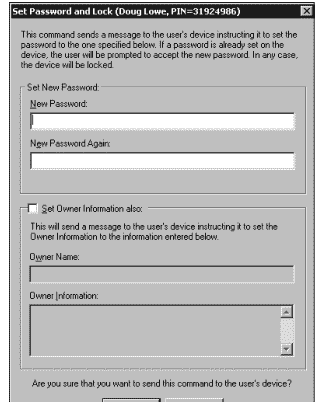 Set Password and Lock (Doug Lowe, PIN=31924986)
This command sends a message to the user's device instructing it to set the
password to the one specified below. If a password is already set on the
device, the user will be prompted to accept the new password. In any case,
the device will be locked.
Set New Password:
New Password:
New Password Again:
Set Owner Information also:
This will send a message to the user's device instructing it to set the
Owner Information to the information entered below.
Owner Name:
Owner Information:
Are you sure that you want to send this command to the user's device?